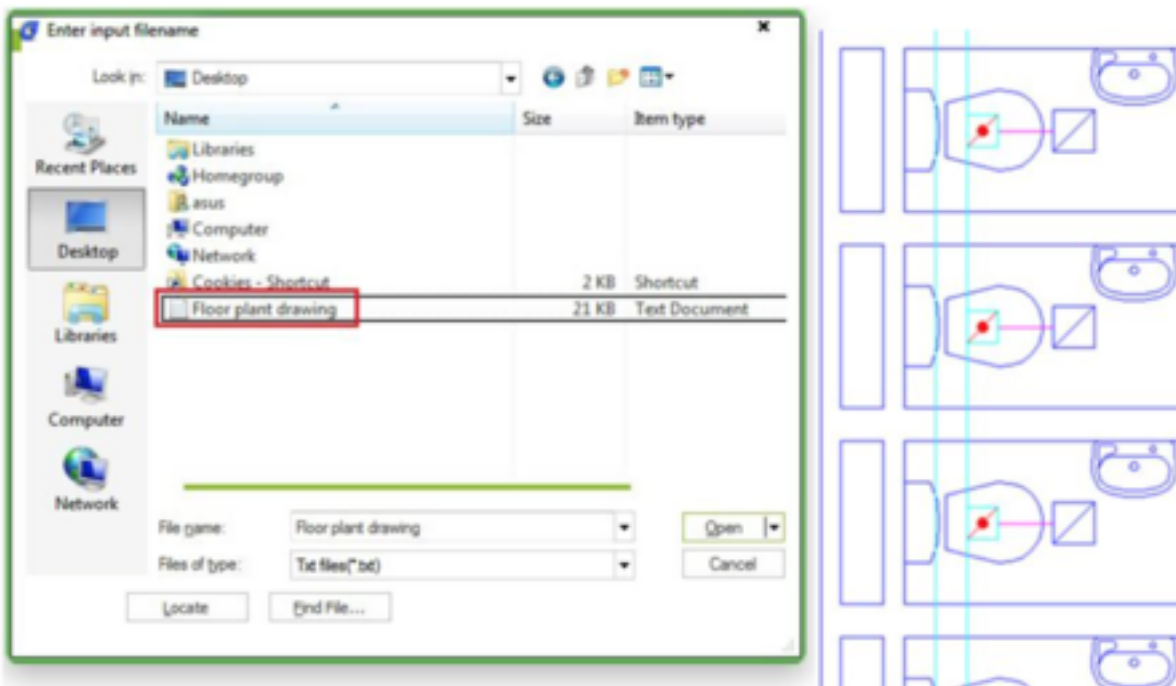 Enter input filename
Look in: Desktop
Name Size Item type
Recent Places
Desktop
Libraries
Computer
Network
Libraries
Homegroup
asus
Computer
Network
Cookies - Shortcut 2 KB Shortcut
Floor plant drawing 21 KB Text Document
File name: Floor plant drawing Open
Files of type: Txt files(*.txt) Cancel
Locate Find File...